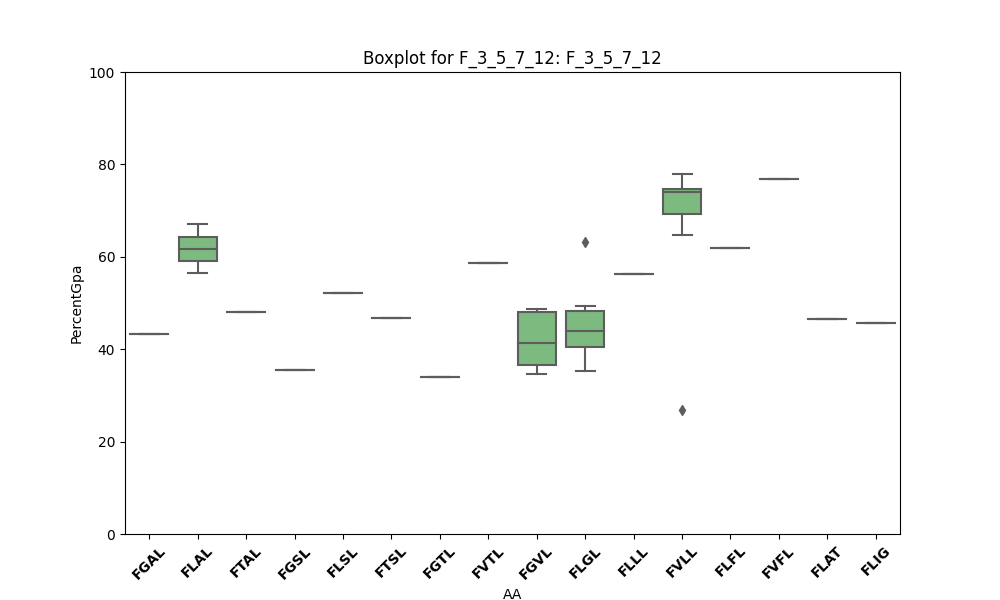 Boxplot for F_3_5_7_12: F_3_5_7_12
100
80
60
40
20
0
PercentGpa
FGAL
FLAL
FTAL
FGSL
FLSL
FTSL
FGTL
FVTL
FGVL
FLGL
FLLL
FVLL
FLFL
FVFL
FLAT
FLIG
AA